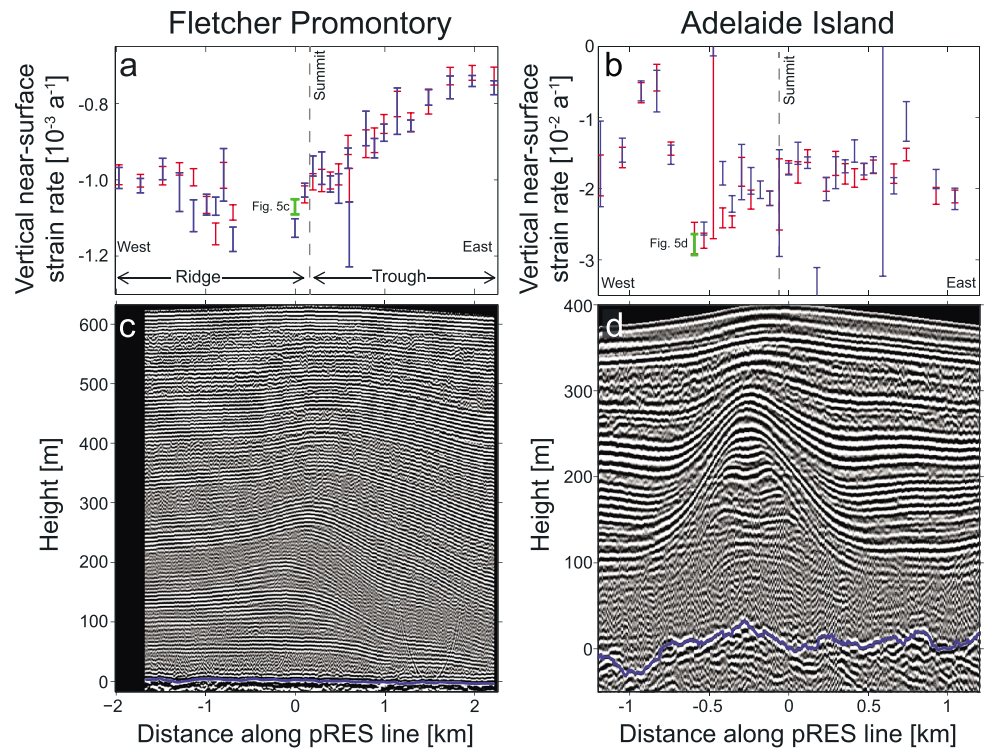 Fletcher Promontory
Adelaide Island
a
Summit
Vertical near-surface
strain rate [10⁻³ a⁻¹]
-0.8
-1.0
-1.2
Fig. 5c
West
East
Ridge
Trough
b
Summit
Vertical near-surface
strain rate [10⁻² a⁻¹]
0
-1
-2
-3
Fig. 5d
West
East
c
Height [m]
600
500
400
300
200
100
0
−2
-1
0
1
2
Distance along pRES line [km]
d
Height [m]
400
300
200
100
0
-1
-0.5
0
0.5
1
Distance along pRES line [km]